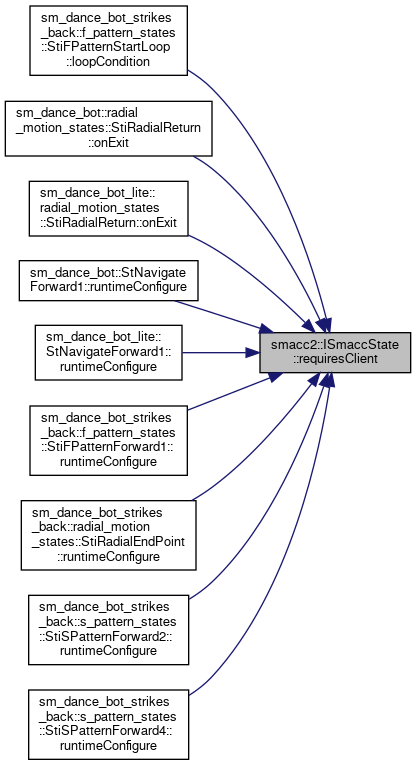 sm_dance_bot_strikes
_back::f_pattern_states
::StiFPatternStartLoop
::loopCondition
sm_dance_bot::radial
_motion_states::StiRadialReturn
::onExit
sm_dance_bot_lite::
radial_motion_states
::StiRadialReturn::onExit
sm_dance_bot::StNavigate
Forward1::runtimeConfigure
sm_dance_bot_lite::
StNavigateForward1::
runtimeConfigure
smacc2::ISmaccState
::requiresClient
sm_dance_bot_strikes
_back::f_pattern_states
::StiFPatternForward1::
runtimeConfigure
sm_dance_bot_strikes
_back::radial_motion
_states::StiRadialEndPoint
::runtimeConfigure
sm_dance_bot_strikes
_back::s_pattern_states
::StiSPatternForward2::
runtimeConfigure
sm_dance_bot_strikes
_back::s_pattern_states
::StiSPatternForward4::
runtimeConfigure